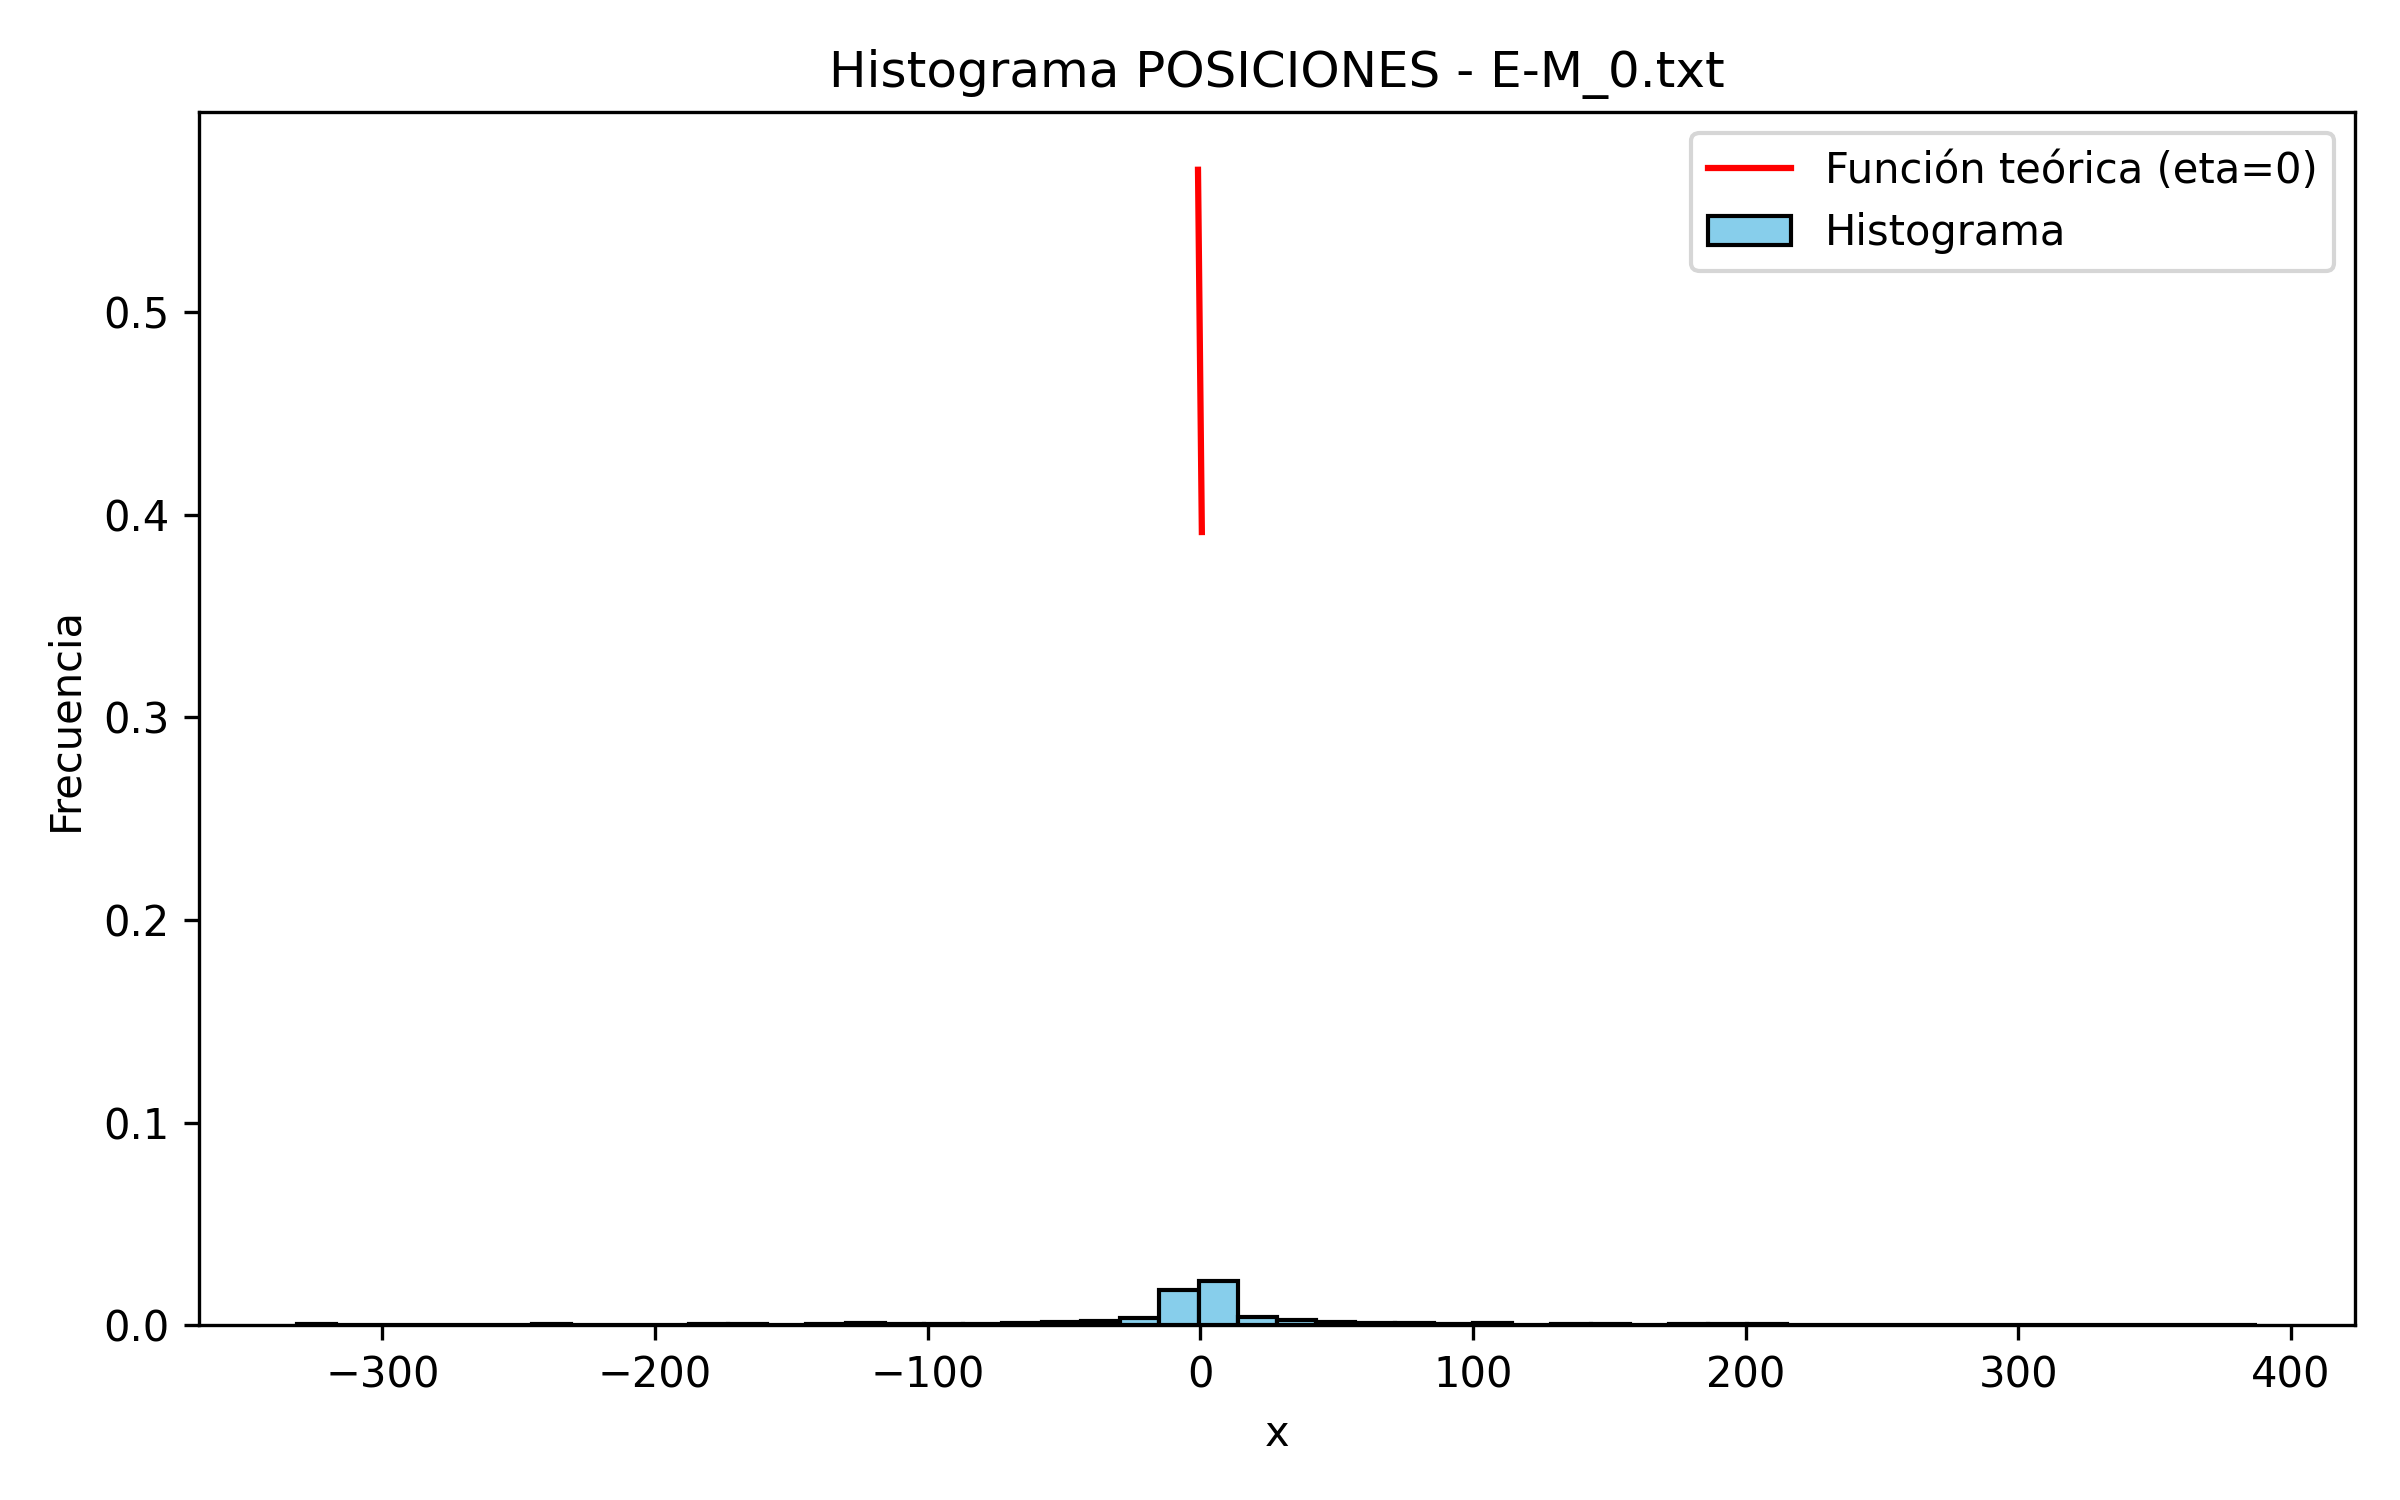 Histograma POSICIONES - E-M_0.txt
Función teórica (eta=0)
Histograma
Frecuencia
0.5
0.4
0.3
0.2
0.1
0.0
−300 −200 −100 0 100 200 300 400
x